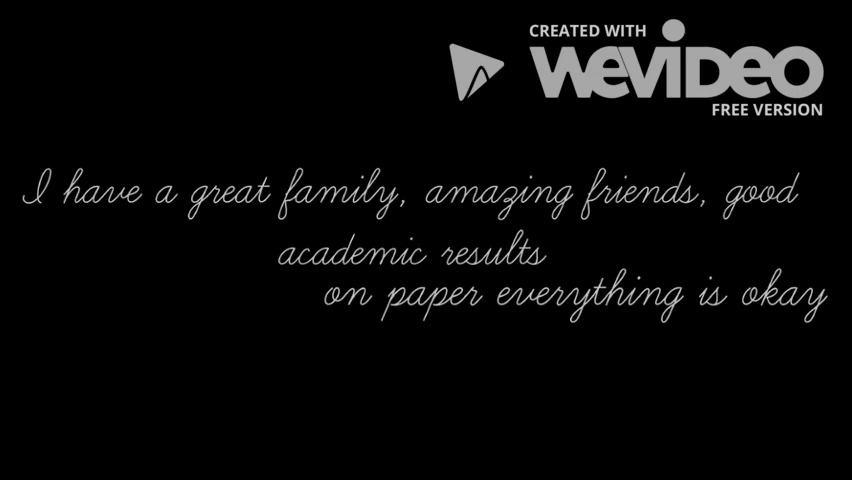 CREATED WITH
WEVIDEO
FREE VERSION
I have a great family, amazing friends, good
academic results
on paper everything is okay